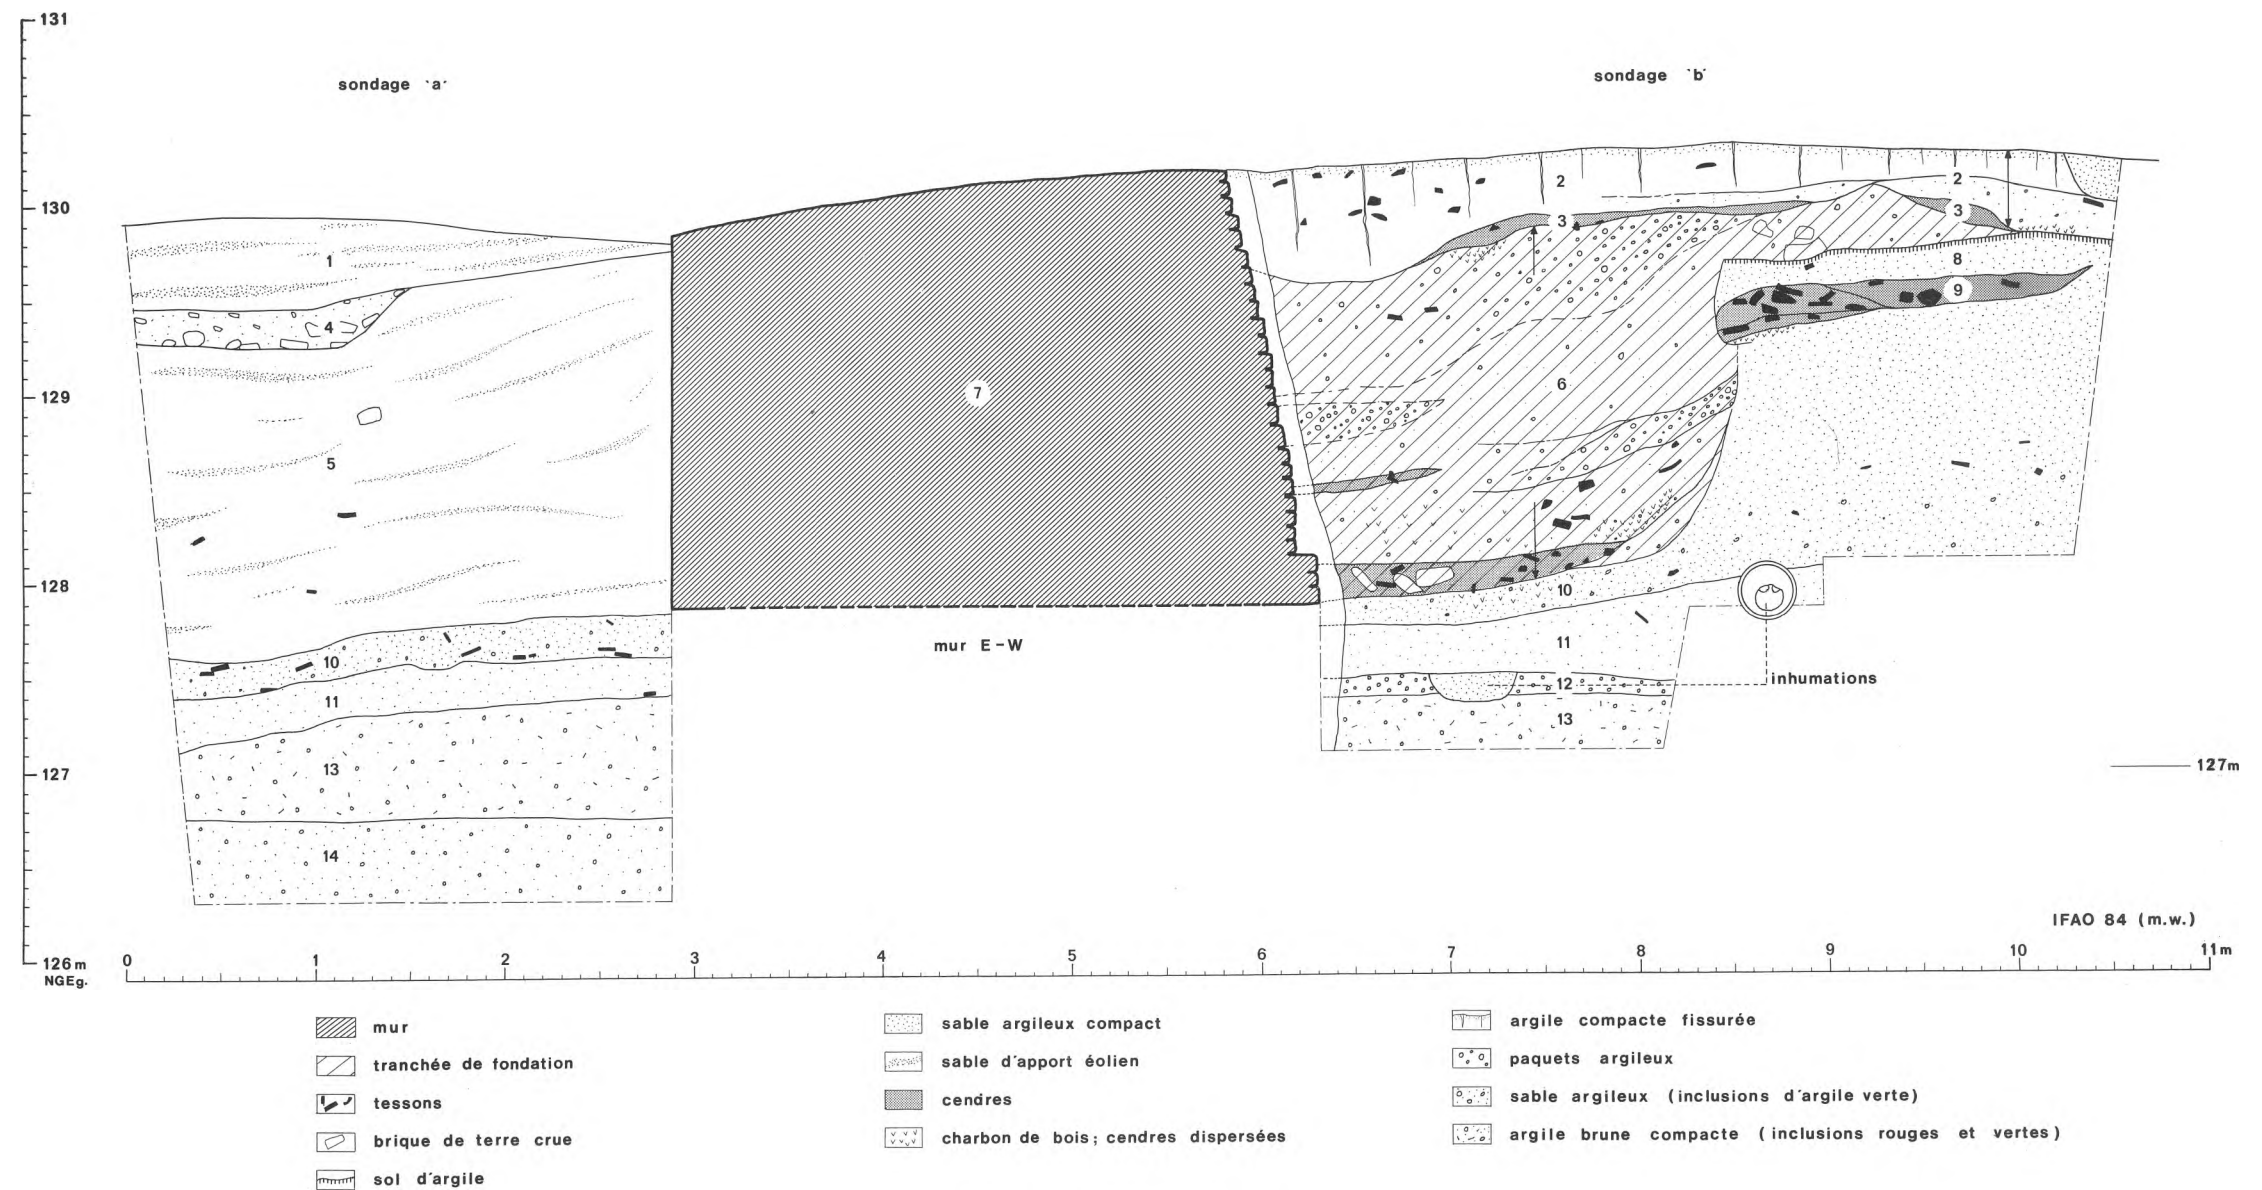 131
sondage 'a'
sondage 'b'
130
129
128
127
126 m
NGEg.
1
4
5
10
11
13
14
7
mur E-W
2
3
2
3
8
9
6
10
11
12
13
inhumations
127m
IFAO 84 (m.w.)
0 1 2 3 4 5 6 7 8 9 10 11m
mur
tranchée de fondation
tessons
brique de terre crue
sol d'argile
sable argileux compact
sable d'apport éolien
cendres
charbon de bois; cendres dispersées
argile compacte fissurée
paquets argileux
sable argileux (inclusions d'argile verte)
argile brune compacte (inclusions rouges et vertes)